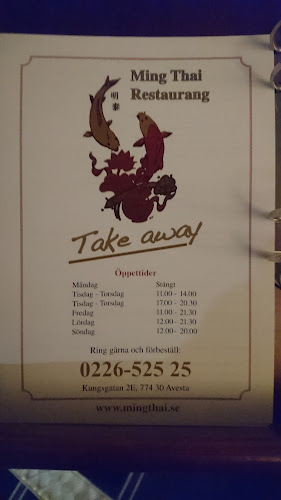 Ming Thai
Restaurang
明
泰
Take away
Öppettider
Måndag Stängt
Tisdag - Torsdag 11.00 - 14.00
Tisdag - Torsdag 17.00 - 20.30
Fredag 11.00 - 21.30
Lördag 12.00 - 21.30
Söndag 12.00 - 20.00
Ring gärna och förbeställ:
0226-525 25
Kungsgatan 2E, 774 30 Avesta
www.mingthai.se